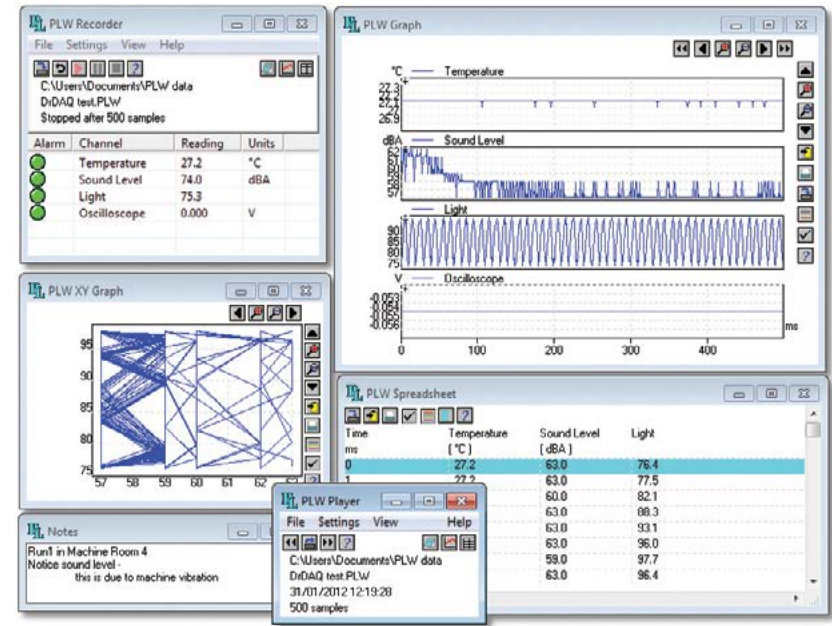 PLW Recorder
File Settings View Help
C:\Users\Documents\PLW data
DrDAQ test.PLW
Stopped after 500 samples
Alarm Channel Reading Units
Temperature 27.2 °C
Sound Level 74.0 dBA
Light 75.3
Oscilloscope 0.000 V
PLW Graph
°C Temperature
27.3
27.1
26.9
dBA Sound Level
62
61
60
59
58
57
Light
90
85
80
75
V Oscilloscope
-0.053
-0.054
-0.055
-0.056
ms
0 100 200 300 400
PLW XY Graph
95
90
85
80
75
57 58 59 60 61 62
PLW Spreadsheet
Time Temperature Sound Level Light
ms (°C) (dBA)
0 27.2 63.0 76.4
1 27.2 63.0 77.5
60.0 82.1
63.0 88.3
63.0 93.1
63.0 96.0
59.0 97.7
63.0 96.4
Notes
Run1 in Machine Room 4
Notice sound level -
this is due to machine vibration
PLW Player
File Settings View Help
C:\Users\Documents\PLW data
DrDAQ test.PLW
31/01/2012 12:19:28
500 samples